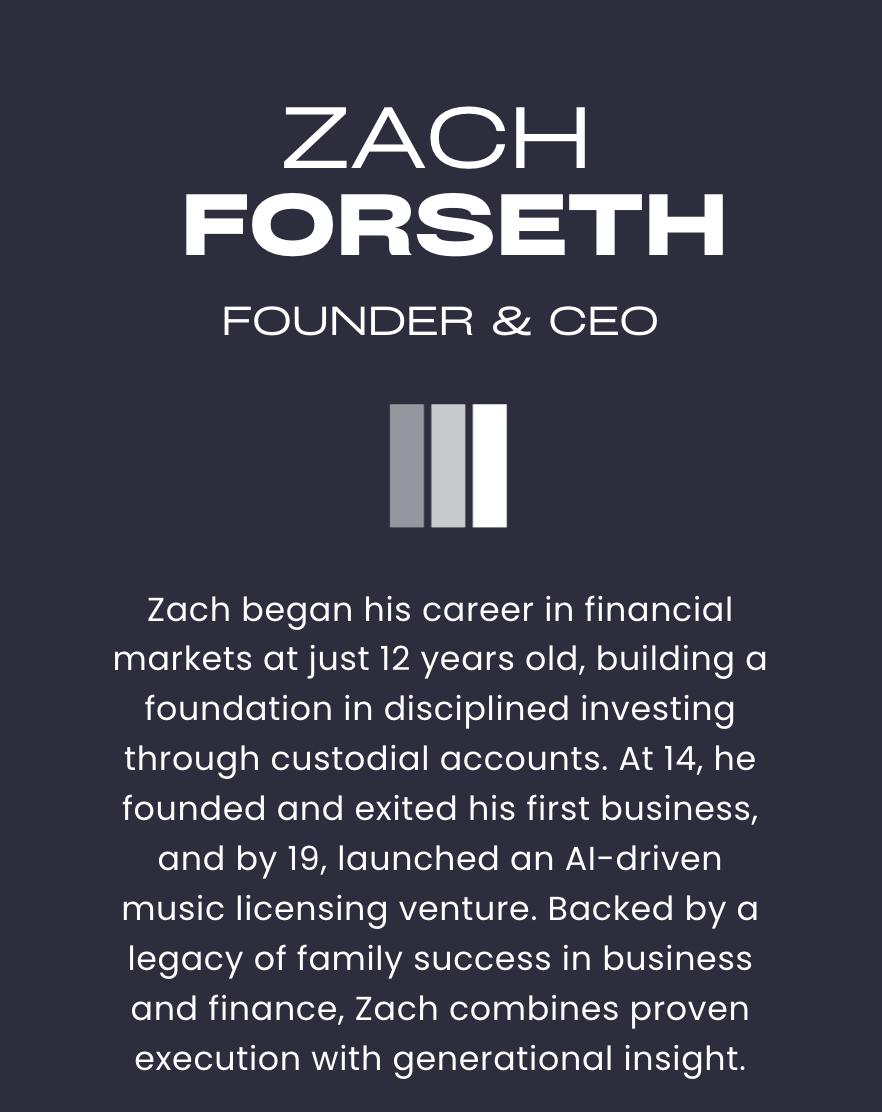 ZACH
FORSETH
FOUNDER & CEO
Zach began his career in financial
markets at just 12 years old, building a
foundation in disciplined investing
through custodial accounts. At 14, he
founded and exited his first business,
and by 19, launched an AI-driven
music licensing venture. Backed by a
legacy of family success in business
and finance, Zach combines proven
execution with generational insight.